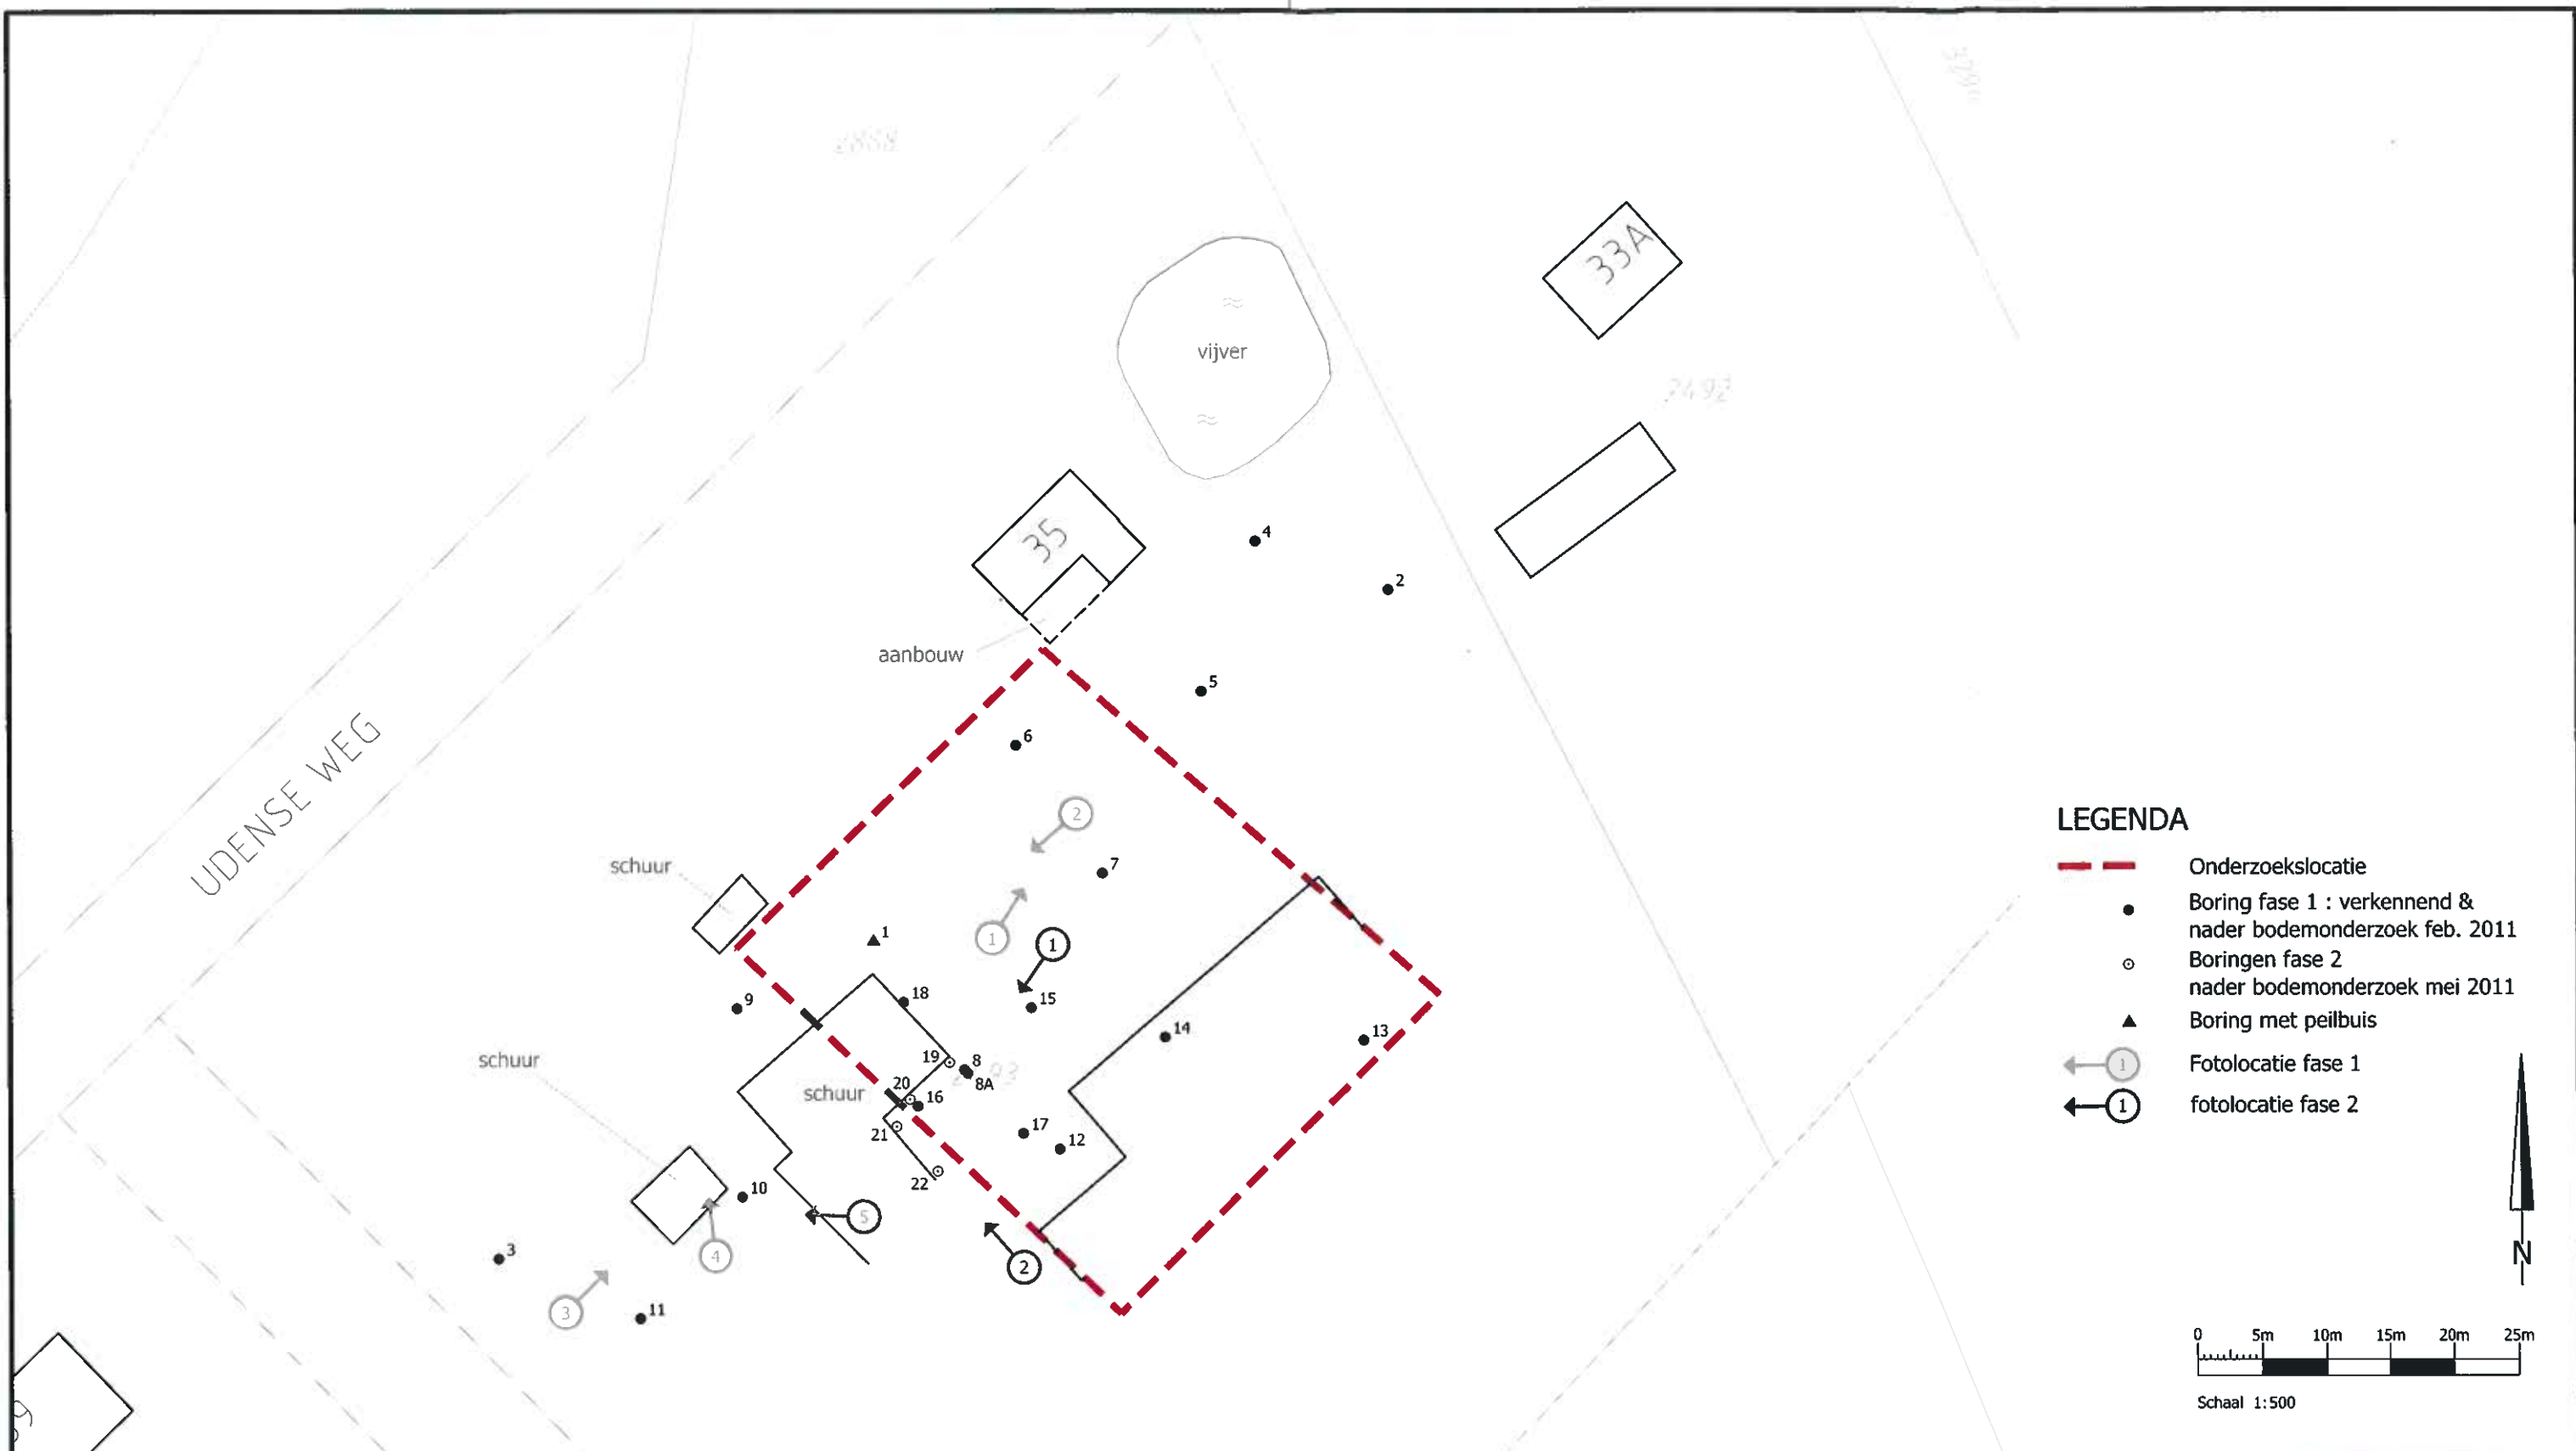 2492
33A
vijver
35
4
2
aanbouw
5
6
UDENSE WEG
2
7
schuur
1
1
1
9
18
15
14
13
schuur
19
8
8A
schuur
20
16
21
17
12
22
10
5
4
2
3
3
11
LEGENDA
Onderzoekslocatie
Boring fase 1 : verkennend &
nader bodemonderzoek feb. 2011
Boringen fase 2
nader bodemonderzoek mei 2011
Boring met peilbuis
1 Fotolocatie fase 1
1 fotolocatie fase 2
N
0 5m 10m 15m 20m 25m
Schaal 1:500